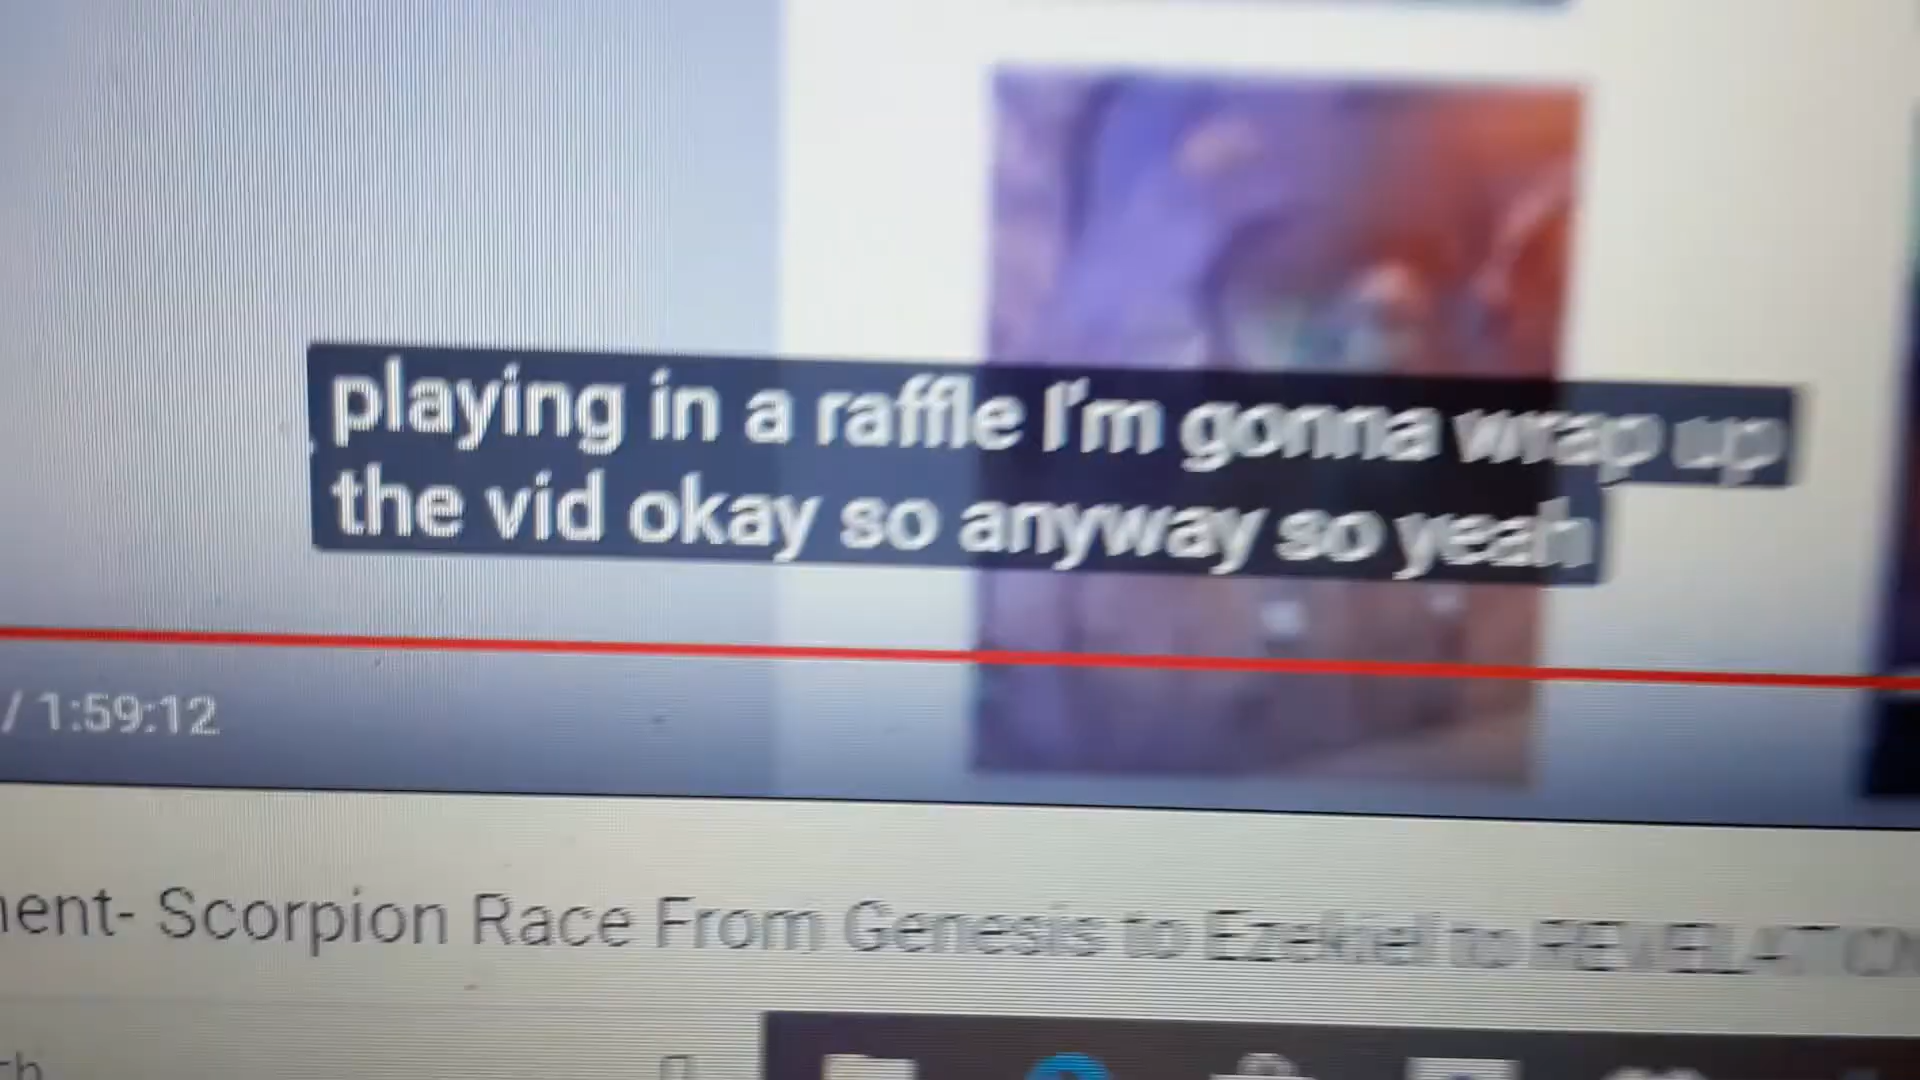 playing in a raffle I'm gonna wrap up
the vid okay so anyway so yeah
/ 1:59:12
ent- Scorpion Race From Genesis to Ezekiel to REVELATION